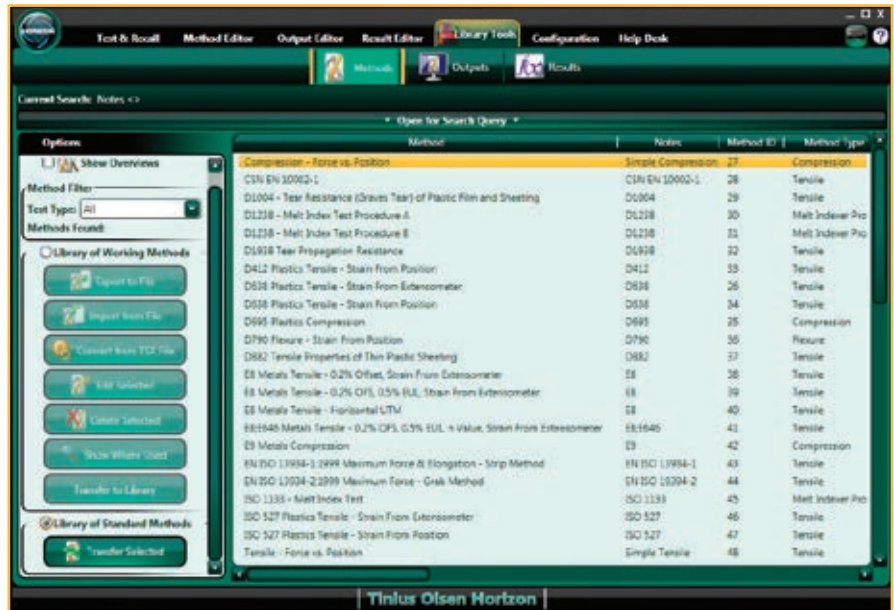 HORIZON
Test & Recall Method Editor Output Editor Result Editor Library Tools Configuration Help Desk
Methods Outputs f(x) Results
Current Search: Notes <>
Open for Search Query
Options
Show Overviews
Method Filter
Test Type: All
Methods Found:
Library of Working Methods
Export to File
Import from File
Convert from TCE File
Edit Selected
Delete Selected
Show Where Used
Transfer to Library
Library of Standard Methods
Transfer Selected
Method Notes Method ID Method Type
Compression - Force vs. Position Simple Compression 27 Compression
CSN EN 10002-1 CSN EN 10002-1 28 Tensile
D1004 - Tear Resistance (Graves Tear) of Plastic Film and Sheeting D1004 29 Tensile
D1238 - Melt Index Test Procedure A D1238 30 Melt Indexer Pro
D1238 - Melt Index Test Procedure B D1238 31 Melt Indexer Pro
D1938 Tear Propagation Resistance D1938 32 Tensile
D412 Plastics Tensile - Strain From Position D412 33 Tensile
D638 Plastics Tensile - Strain From Extensometer D638 26 Tensile
D638 Plastics Tensile - Strain From Position D638 34 Tensile
D695 Plastics Compression D695 25 Compression
D790 Flexure - Strain From Position D790 36 Flexure
D882 Tensile Properties of Thin Plastic Sheeting D882 37 Tensile
E8 Metals Tensile - 0.2% Offset, Strain From Extensometer E8 38 Tensile
E8 Metals Tensile - 0.2% OFS, 0.5% EUL, Strain From Extensometer E8 39 Tensile
E8 Metals Tensile - Horizontal UTM E8 40 Tensile
E8;E646 Metals Tensile - 0.2% OFS, 0.5% EUL, n Value, Strain From Extensometer E8;E646 41 Tensile
E9 Metals Compression E9 42 Compression
EN ISO 13934-1:1999 Maximum Force & Elongation - Strip Method EN ISO 13934-1 43 Tensile
EN ISO 13934-2:1999 Maximum Force - Grab Method EN ISO 13934-2 44 Tensile
ISO 1133 - Melt Index Test ISO 1133 45 Melt Indexer Pro
ISO 527 Plastics Tensile - Strain From Extensometer ISO 527 46 Tensile
ISO 527 Plastics Tensile - Strain From Position ISO 527 47 Tensile
Tensile - Force vs. Position Simple Tensile 48 Tensile
Tinius Olsen Horizon